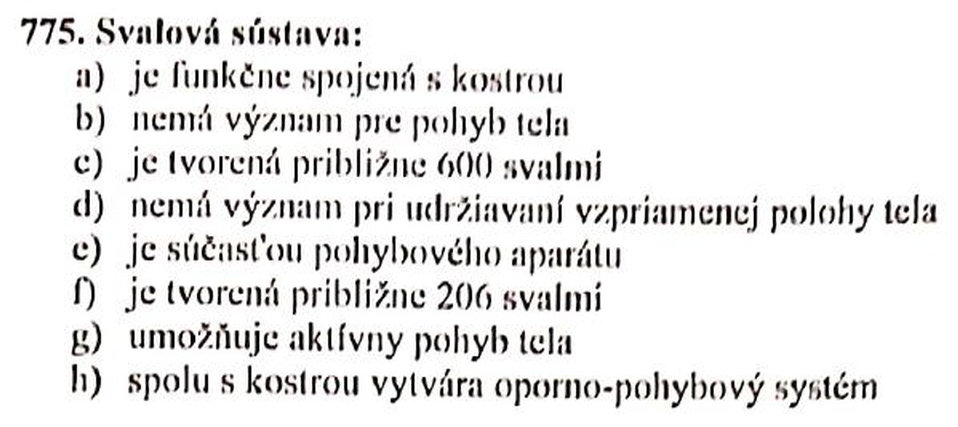 775. Svalová sústava:
a) je funkčne spojená s kostrou
b) nemá význam pre pohyb tela
c) je tvorená približne 600 svalmi
d) nemá význam pri udržiavaní vzpriamenej polohy tela
e) je súčasťou pohybového aparátu
f) je tvorená približne 206 svalmi
g) umožňuje aktívny pohyb tela
h) spolu s kostrou vytvára oporno-pohybový systém